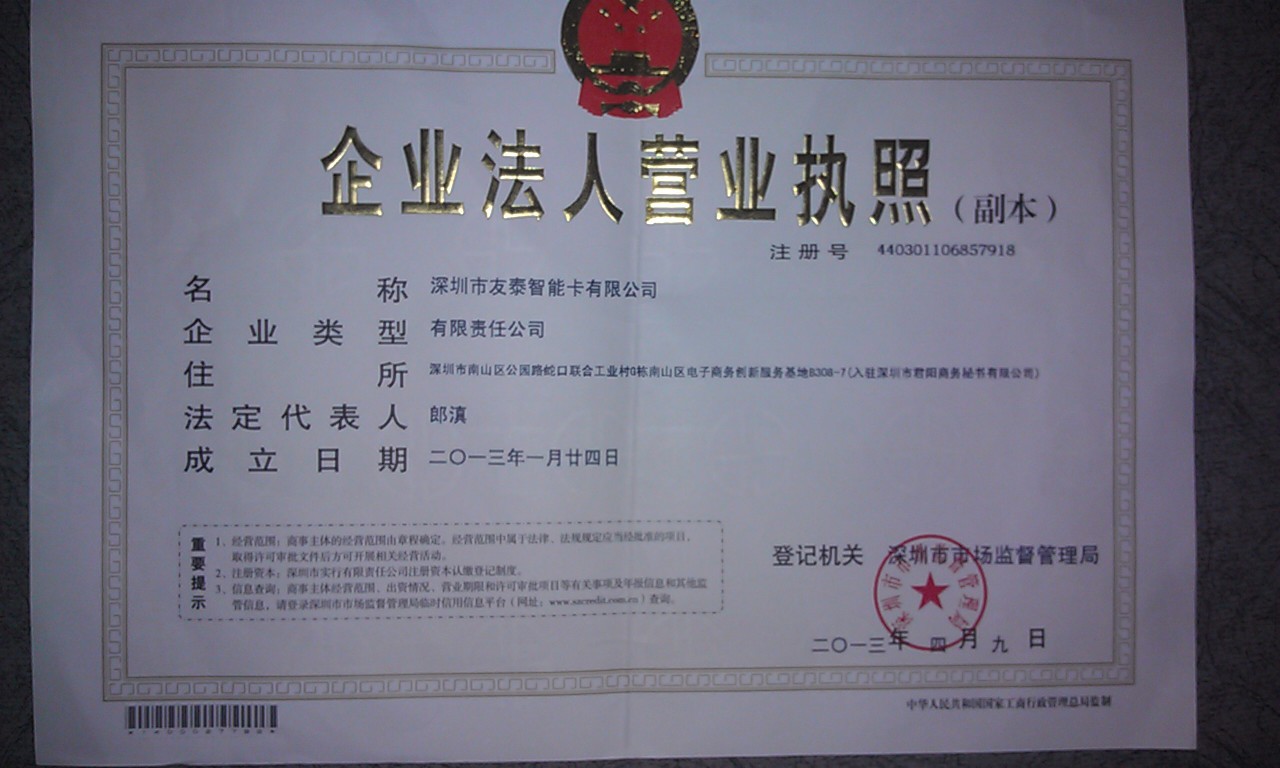 企业法人营业执照（副本）
注册号 440301106857918
名称 深圳市友泰智能卡有限公司
企业类型 有限责任公司
住所 深圳市南山区公园路蛇口联合工业村G栋南山区电子商务创新服务基地B308-7(入驻深圳市君阳商务秘书有限公司)
法定代表人 郎滇
成立日期 二〇一三年一月廿四日
重要提示
1、经营范围：商事主体的经营范围由章程确定。经营范围中属于法律、法规规定应当经批准的项目，
取得许可审批文件后方可开展相关经营活动。
2、注册资本：深圳市实行有限责任公司注册资本认缴登记制度。
3、信息查询：商事主体经营范围、出资情况、营业期限和许可审批项目等有关事项及年报信息和其他监
管信息，请登录深圳市市场监督管理局临时信用信息平台（网址：www.szcredit.com.cn）查询。
登记机关 深圳市市场监督管理局
深圳市市场监督管理局
二〇一三年四月九日
中华人民共和国国家工商行政管理总局监制